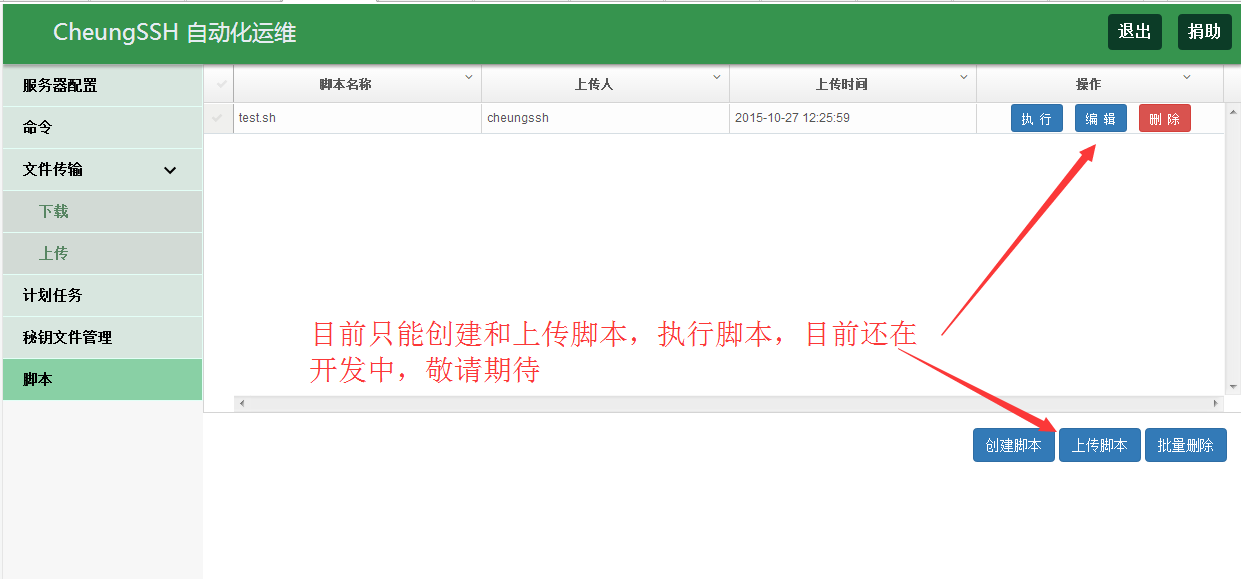 CheungSSH 自动化运维
退出
捐助
服务器配置
命令
文件传输
下载
上传
计划任务
秘钥文件管理
脚本
脚本名称
上传人
上传时间
操作
test.sh
cheungssh
2015-10-27 12:25:59
执 行
编 辑
删 除
目前只能创建和上传脚本，执行脚本，目前还在
开发中，敬请期待
创建脚本
上传脚本
批量删除